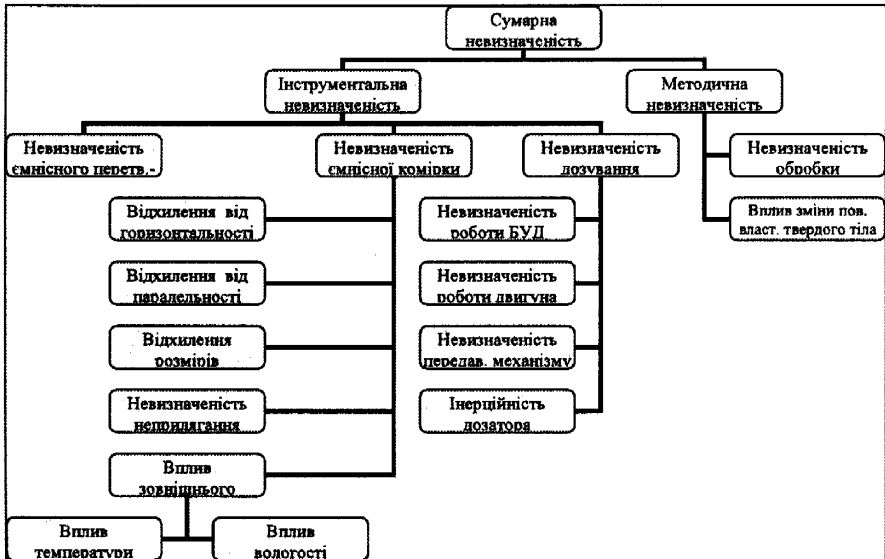 Сумарна
невизначеність
Інструментальна
невизначеність
Методична
невизначеність
Невизначеність
ємнісного перетв.-
Невизначеність
ємнісної комірки
Невизначеність
дозування
Невизначеність
обробки
Відхилення від
горизонтальності
Невизначеність
роботи БУД
Вплив зміни пов.
власт. твердого тіла
Відхилення від
паралельності
Невизначеність
роботи двигуна
Відхилення
розмірів
Невизначеність
передав. механізму
Невизначеність
неприлягання
Інерційність
дозатора
Вплив
зовнішнього
Вплив
температури
Вплив
вологості